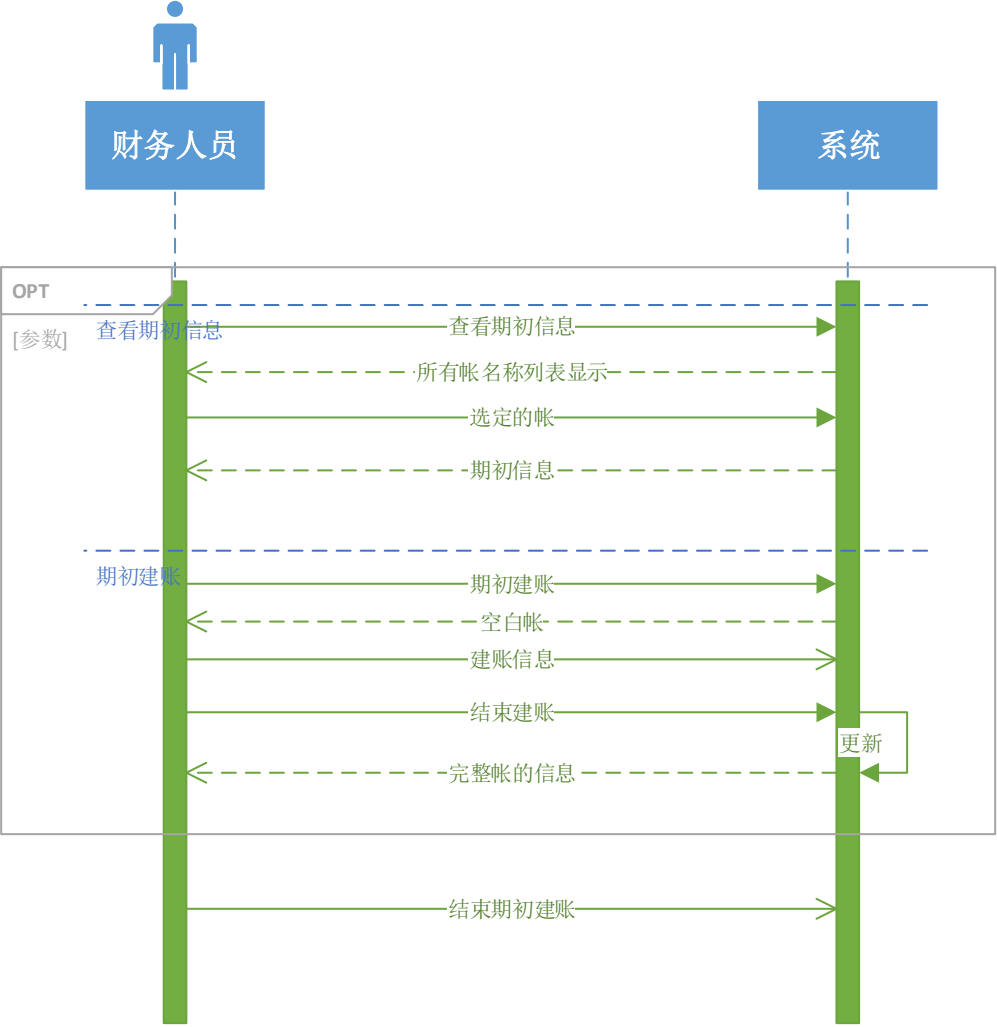 财务人员
系统
OPT
[参数]
查看期初信息
查看期初信息
所有帐名称列表显示
选定的帐
期初信息
期初建账
期初建账
空白帐
建账信息
结束建账
更新
完整帐的信息
结束期初建账